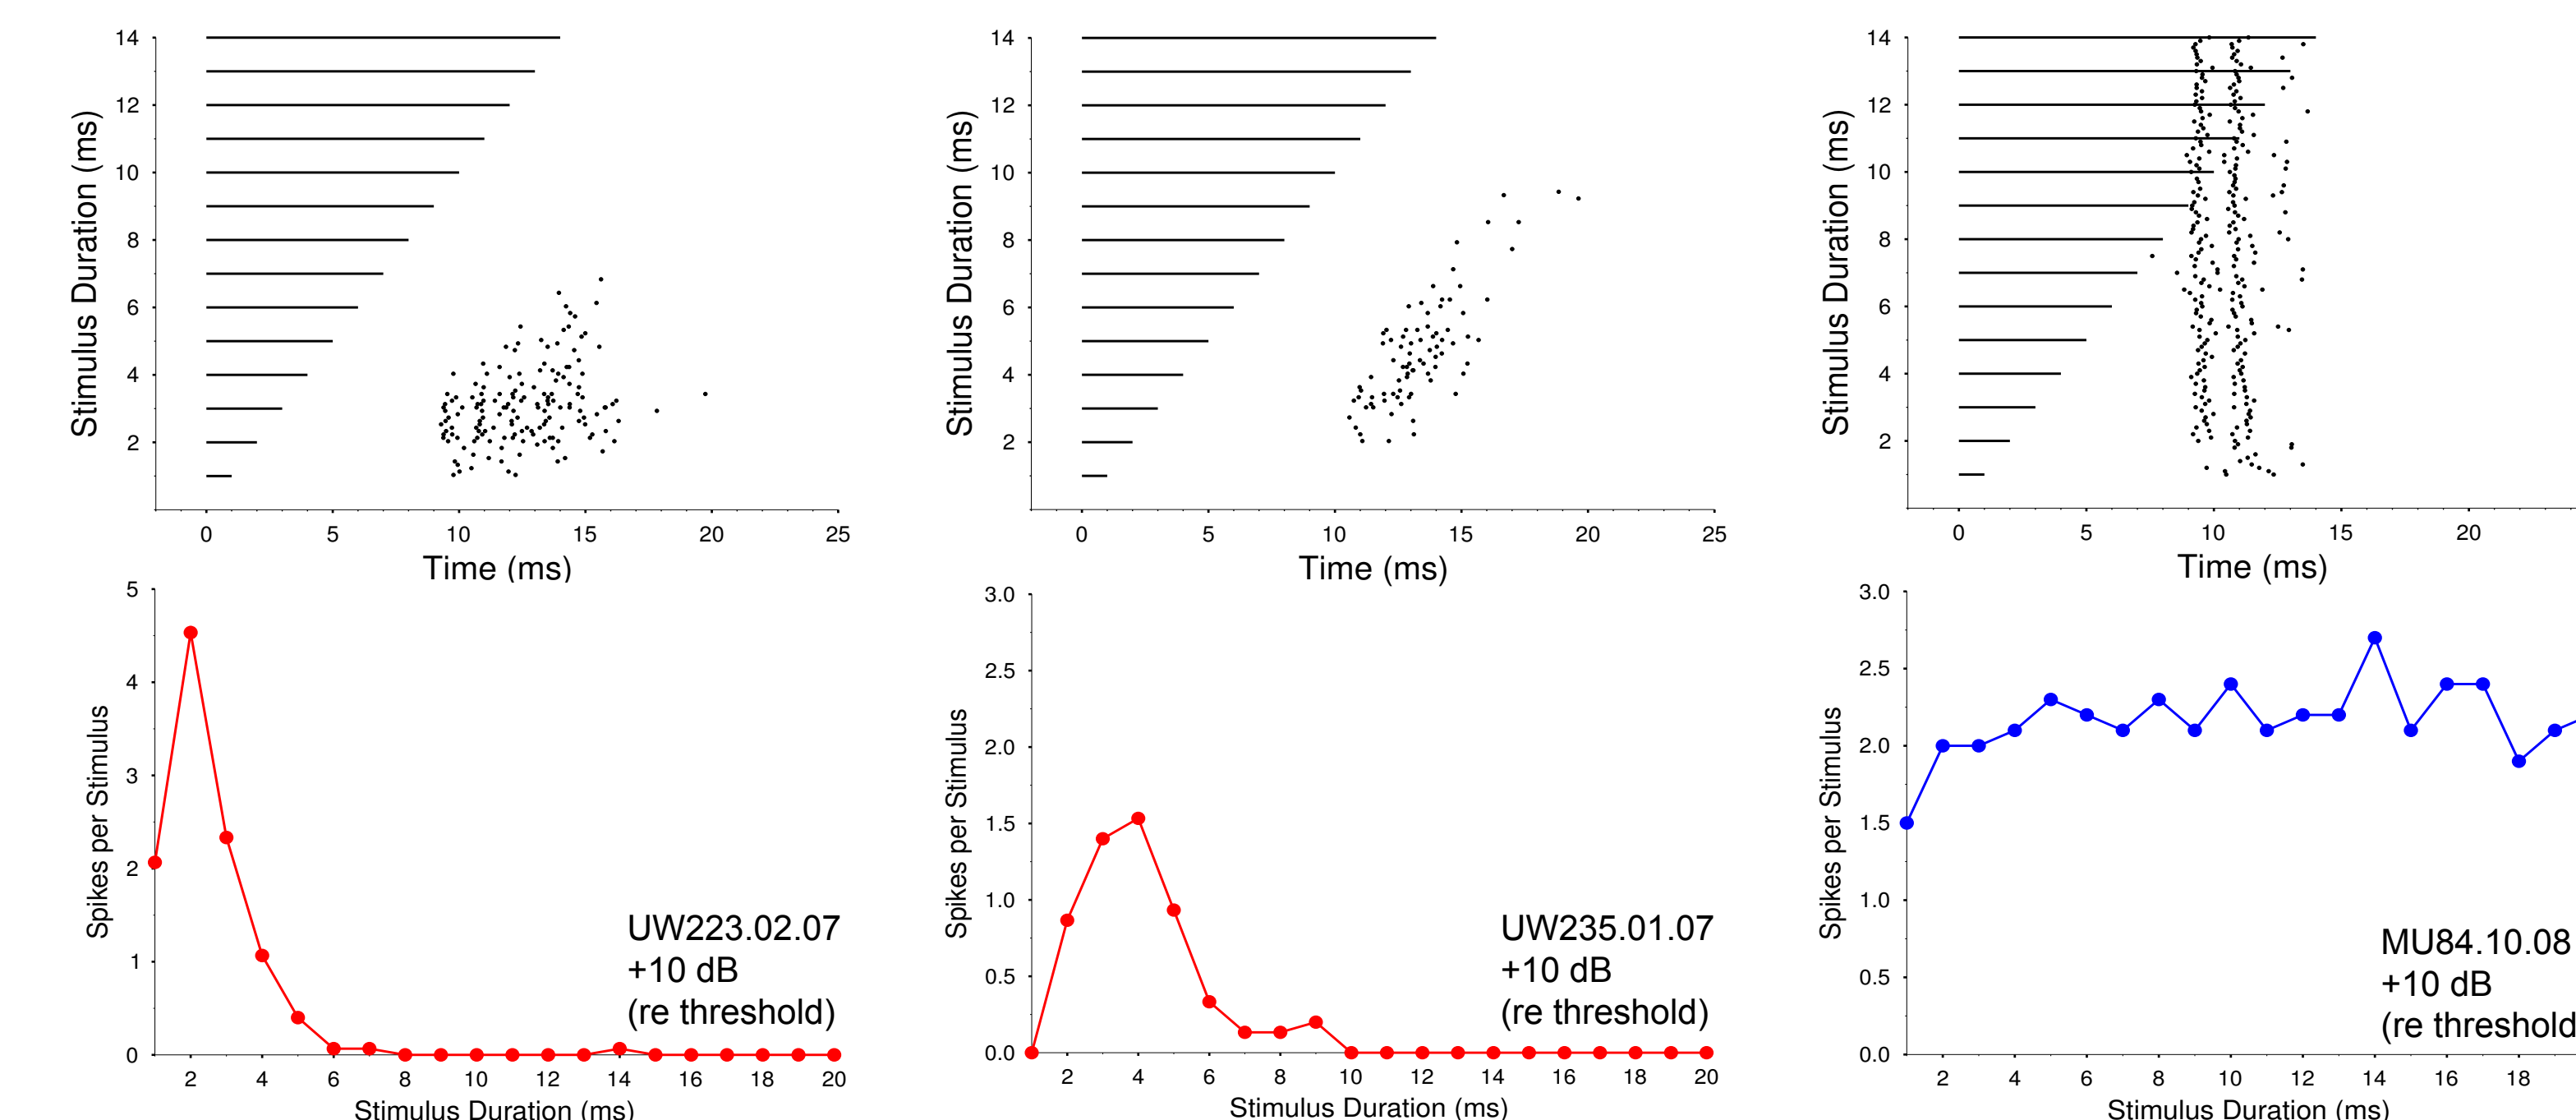 14
12
10
8
6
4
2
Stimulus Duration (ms)
0 5 10 15 20 25
Time (ms)
14
12
10
8
6
4
2
Stimulus Duration (ms)
0 5 10 15 20 25
Time (ms)
14
12
10
8
6
4
2
Stimulus Duration (ms)
0 5 10 15 20
Time (ms)
5
4
3
2
1
0
Spikes per Stimulus
UW223.02.07
+10 dB
(re threshold)
2 4 6 8 10 12 14 16 18 20
Stimulus Duration (ms)
3.0
2.5
2.0
1.5
1.0
0.5
0.0
Spikes per Stimulus
UW235.01.07
+10 dB
(re threshold)
2 4 6 8 10 12 14 16 18 20
Stimulus Duration (ms)
3.0
2.5
2.0
1.5
1.0
0.5
0.0
Spikes per Stimulus
MU84.10.08
+10 dB
(re threshold
2 4 6 8 10 12 14 16 18
Stimulus Duration (ms)